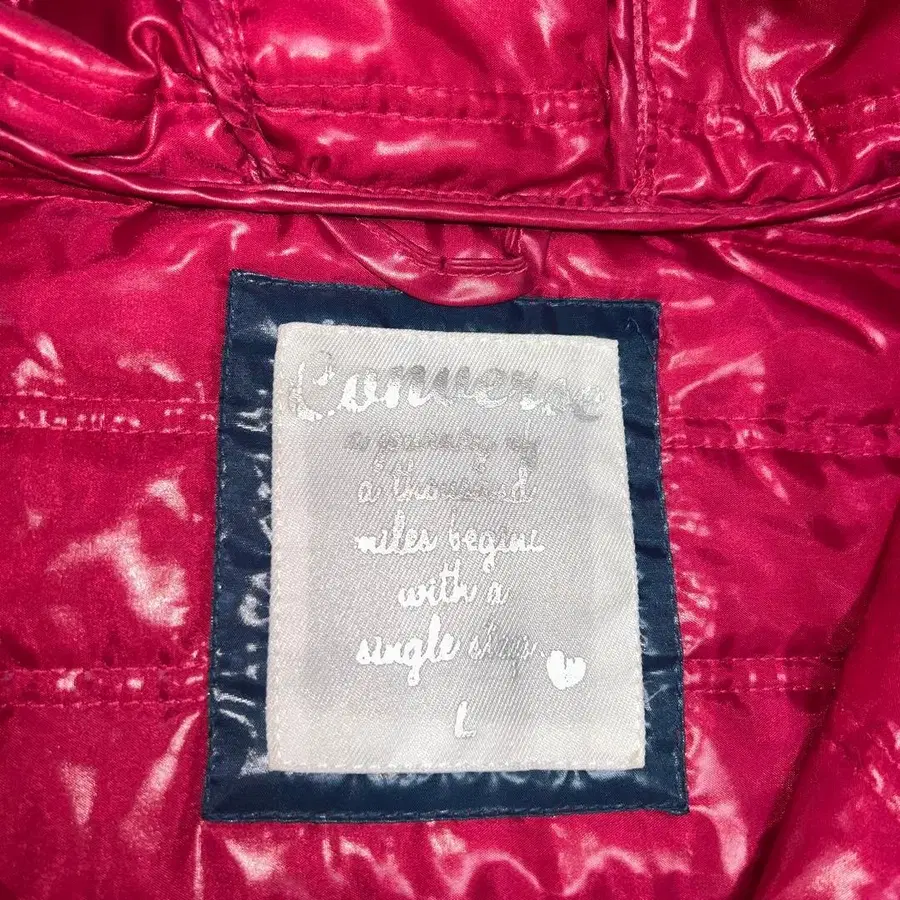 Converse
a journey of
a thousand
miles begins
with a
single step.
L